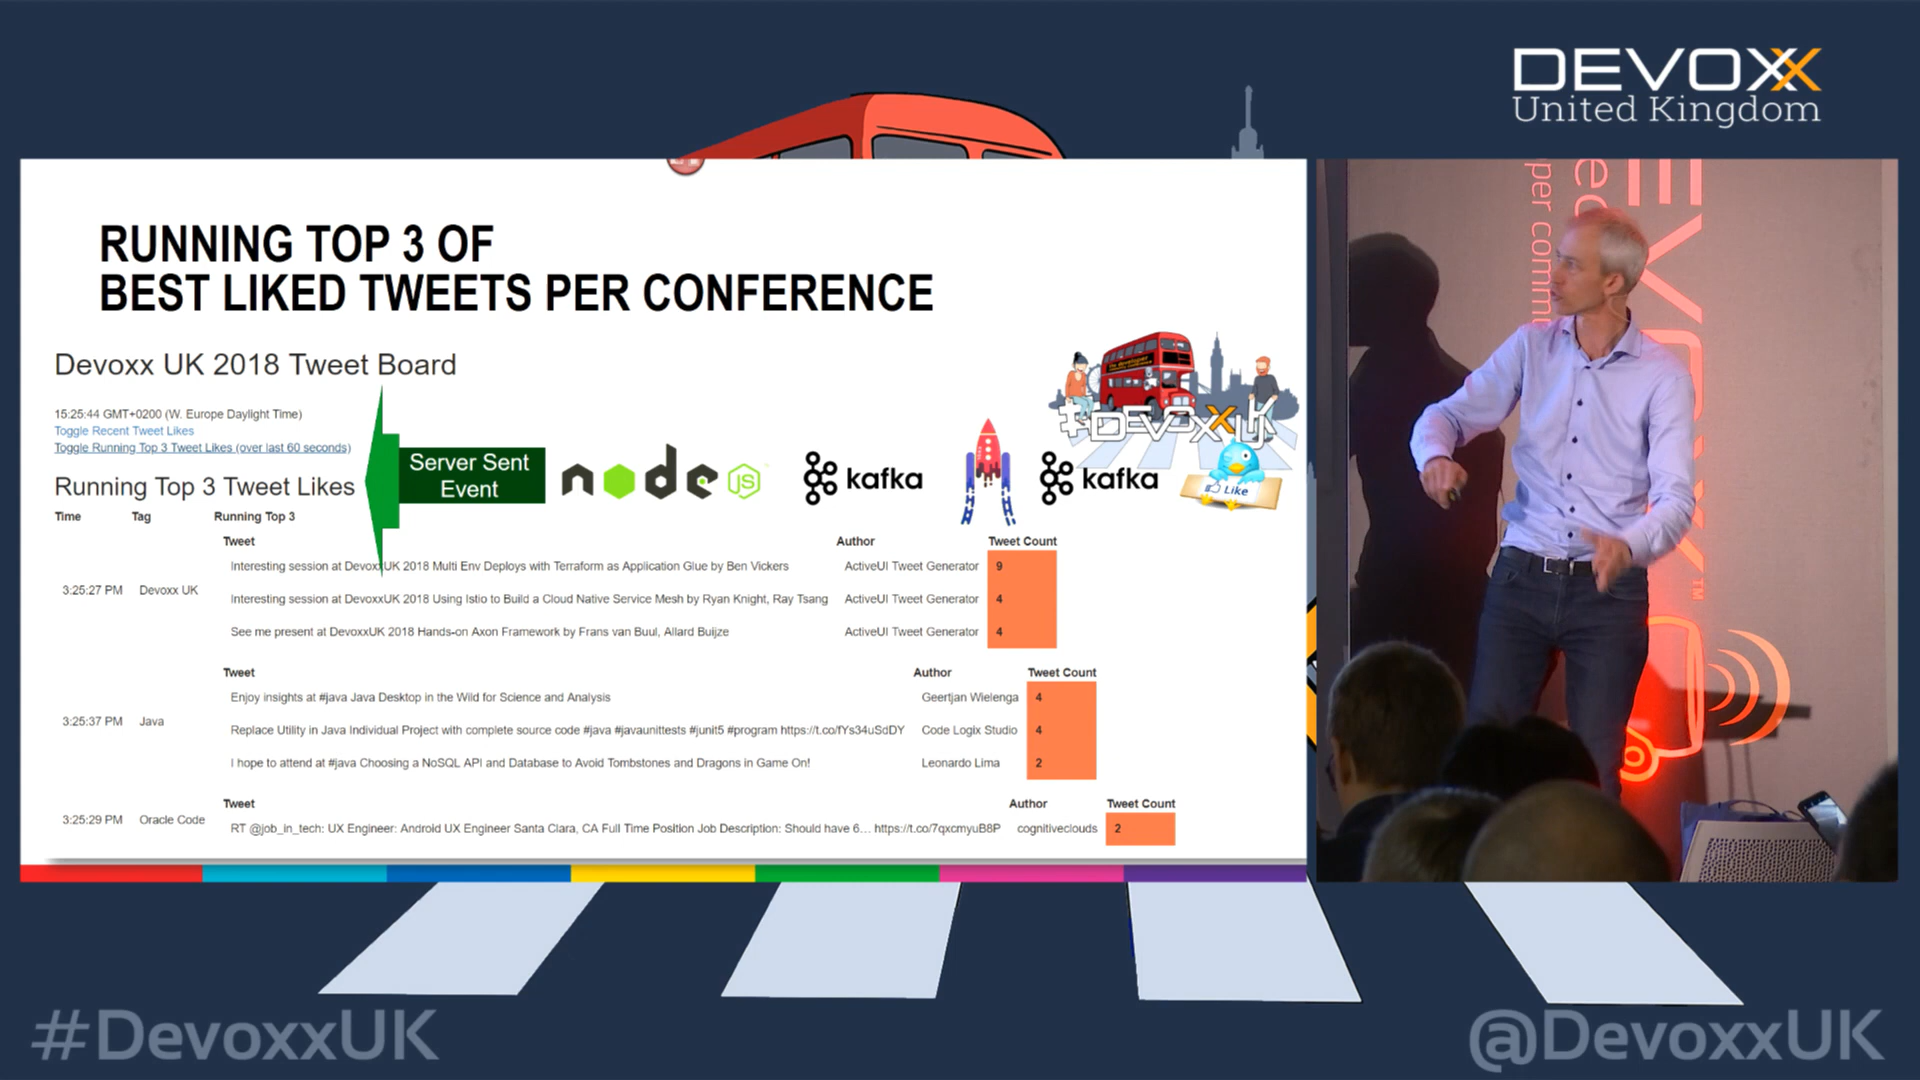 DEVOXX
United Kingdom
RUNNING TOP 3 OF
BEST LIKED TWEETS PER CONFERENCE
Devoxx UK 2018 Tweet Board
15:25:44 GMT+0200 (W. Europe Daylight Time)
Toggle Recent Tweet Likes
Toggle Running Top 3 Tweet Likes (over last 60 seconds)
Server Sent
Event
node
JS
kafka
kafka
#DEVOXXUK
Like
Running Top 3 Tweet Likes
Time Tag Running Top 3
Tweet Author Tweet Count
Interesting session at DevoxxUK 2018 Multi Env Deploys with Terraform as Application Glue by Ben Vickers ActiveUI Tweet Generator 9
3:25:27 PM Devoxx UK
Interesting session at DevoxxUK 2018 Using Istio to Build a Cloud Native Service Mesh by Ryan Knight, Ray Tsang ActiveUI Tweet Generator 4
See me present at DevoxxUK 2018 Hands-on Axon Framework by Frans van Buul, Allard Buijze ActiveUI Tweet Generator 4
Tweet Author Tweet Count
Enjoy insights at #java Java Desktop in the Wild for Science and Analysis Geertjan Wielenga 4
3:25:37 PM Java
Replace Utility in Java Individual Project with complete source code #java #javaunittests #junit5 #program https://t.co/fYs34uSdDY Code Logix Studio 4
I hope to attend at #java Choosing a NoSQL API and Database to Avoid Tombstones and Dragons in Game On! Leonardo Lima 2
Tweet Author Tweet Count
3:25:29 PM Oracle Code
RT @job_in_tech: UX Engineer: Android UX Engineer Santa Clara, CA Full Time Position Job Description: Should have 6... https://t.co/7qxcmyuB8P cognitiveclouds 2
per comm
EVOXX™
#DevoxxUK
@DevoxxUK